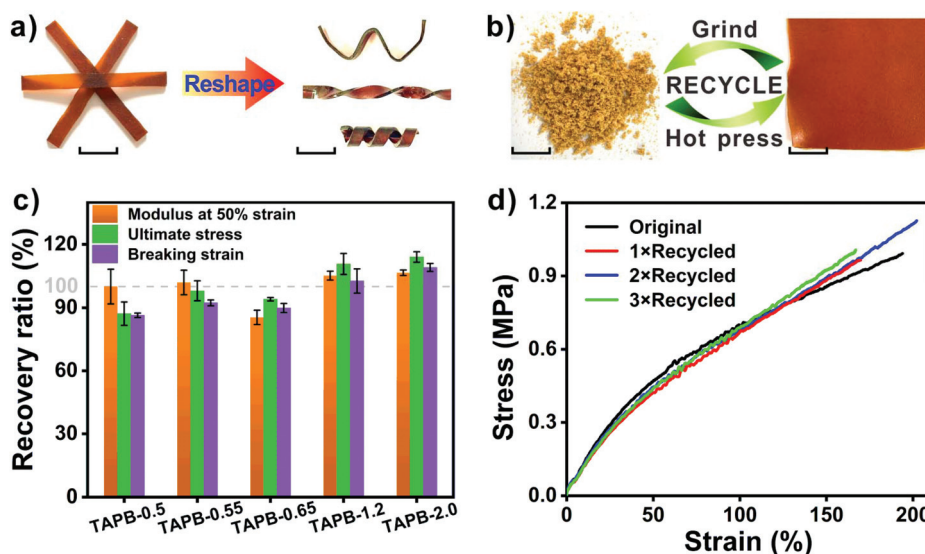 a)
Reshape
b)
Grind
RECYCLE
Hot press
c)
Recovery ratio (%)
120
100
90
60
30
0
Modulus at 50% strain
Ultimate stress
Breaking strain
TAPB-0.5
TAPB-0.55
TAPB-0.65
TAPB-1.2
TAPB-2.0
d)
Stress (MPa)
1.2
0.9
0.6
0.3
0.0
Original
1×Recycled
2×Recycled
3×Recycled
0
50
100
150
200
Strain (%)